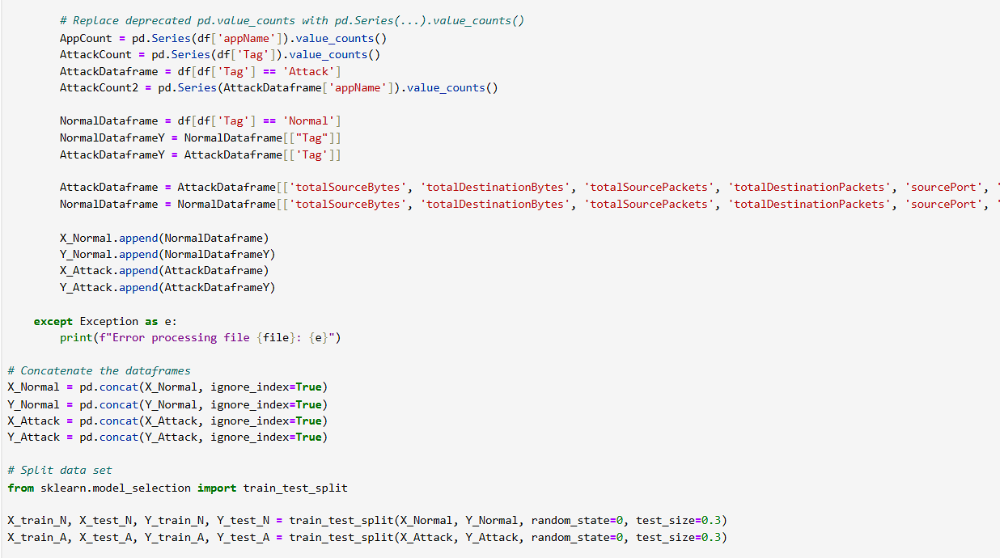 # Replace deprecated pd.value_counts with pd.Series(...).value_counts()
AppCount = pd.Series(df['appName']).value_counts()
AttackCount = pd.Series(df['Tag']).value_counts()
AttackDataframe = df[df['Tag'] == 'Attack']
AttackCount2 = pd.Series(AttackDataframe['appName']).value_counts()
NormalDataframe = df[df['Tag'] == 'Normal']
NormalDataframeY = NormalDataframe[["Tag"]]
AttackDataframeY = AttackDataframe[['Tag']]
AttackDataframe = AttackDataframe[['totalSourceBytes', 'totalDestinationBytes', 'totalSourcePackets', 'totalDestinationPackets', 'sourcePort', '
NormalDataframe = NormalDataframe[['totalSourceBytes', 'totalDestinationBytes', 'totalSourcePackets', 'totalDestinationPackets', 'sourcePort', '
X_Normal.append(NormalDataframe)
Y_Normal.append(NormalDataframeY)
X_Attack.append(AttackDataframe)
Y_Attack.append(AttackDataframeY)
except Exception as e:
print(f"Error processing file {file}: {e}")
# Concatenate the dataframes
X_Normal = pd.concat(X_Normal, ignore_index=True)
Y_Normal = pd.concat(Y_Normal, ignore_index=True)
X_Attack = pd.concat(X_Attack, ignore_index=True)
Y_Attack = pd.concat(Y_Attack, ignore_index=True)
# Split data set
from sklearn.model_selection import train_test_split
X_train_N, X_test_N, Y_train_N, Y_test_N = train_test_split(X_Normal, Y_Normal, random_state=0, test_size=0.3)
X_train_A, X_test_A, Y_train_A, Y_test_A = train_test_split(X_Attack, Y_Attack, random_state=0, test_size=0.3)